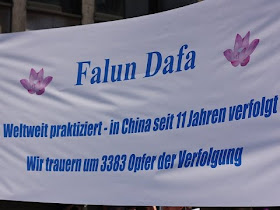 Falun Dafa
Weltweit praktiziert - in China seit 11 Jahren verfolgt
Wir trauern um 3383 Opfer der Verfolgung